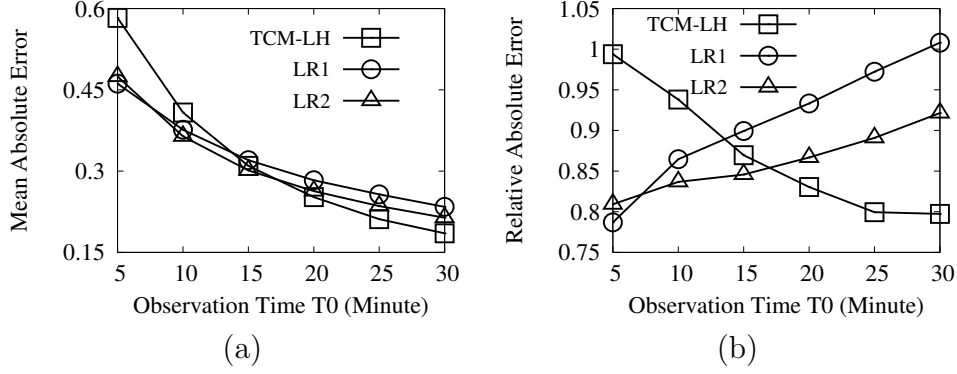 Mean Absolute Error
0.6
0.45
0.3
0.15
5 10 15 20 25 30
Observation Time T0 (Minute)
TCM-LH
LR1
LR2
(a)
Relative Absolute Error
1.05
1
0.95
0.9
0.85
0.8
0.75
5 10 15 20 25 30
Observation Time T0 (Minute)
TCM-LH
LR1
LR2
(b)